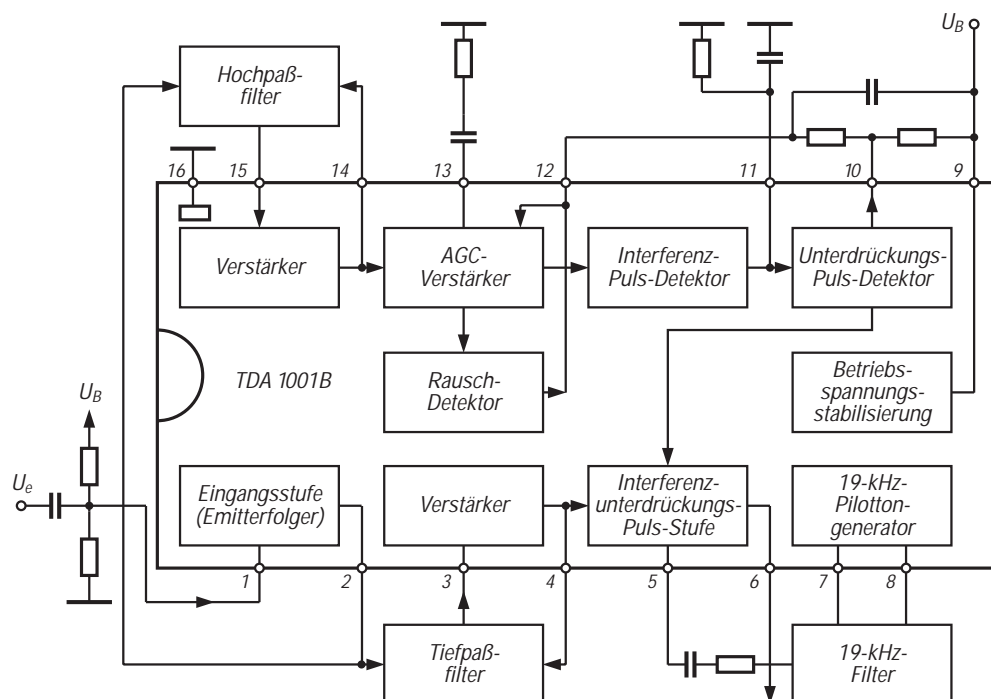 U_B
Hochpaß-
filter
16
15
14
13
12
11
10
9
Verstärker
AGC-
Verstärker
Interferenz-
Puls-Detektor
Unterdrückungs-
Puls-Detektor
TDA 1001B
Rausch-
Detektor
Betriebs-
spannungs-
stabilisierung
U_B
U_e
Eingangsstufe
(Emitterfolger)
Verstärker
Interferenz-
unterdrückungs-
Puls-Stufe
19-kHz-
Pilotton-
generator
1
2
3
4
5
6
7
8
Tiefpaß-
filter
19-kHz-
Filter